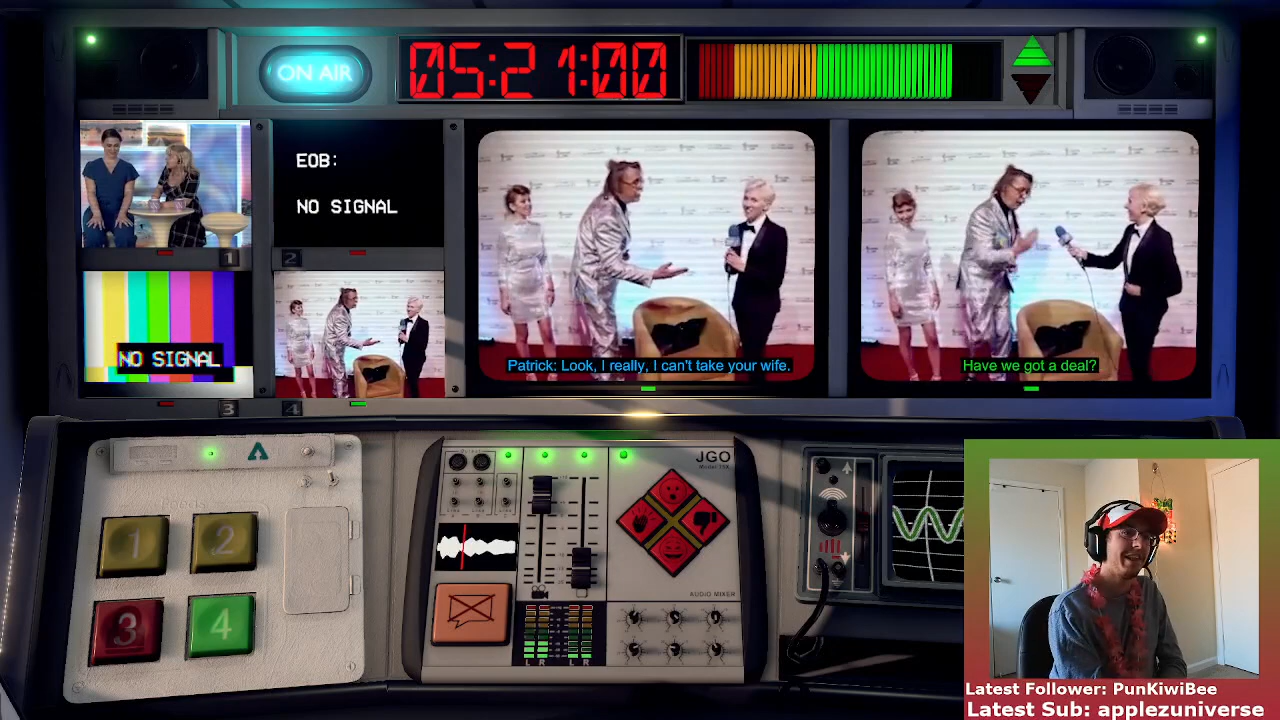 ON AIR
05:21:00
EOB:
NO SIGNAL
1
2
NO SIGNAL
3
4
Patrick: Look, I really, I can't take your wife.
Have we got a deal?
1
2
3
4
JGO
AUDIO MIXER
L R L R
Latest Follower: PunKiwiBee
Latest Sub: applezuniverse